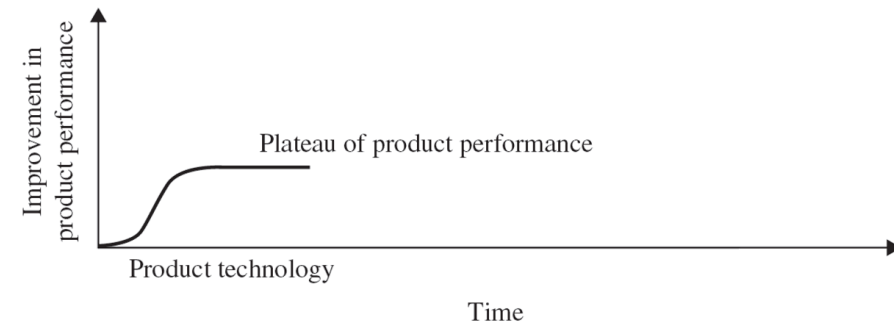 Improvement in
product performance
Plateau of product performance
Product technology
Time